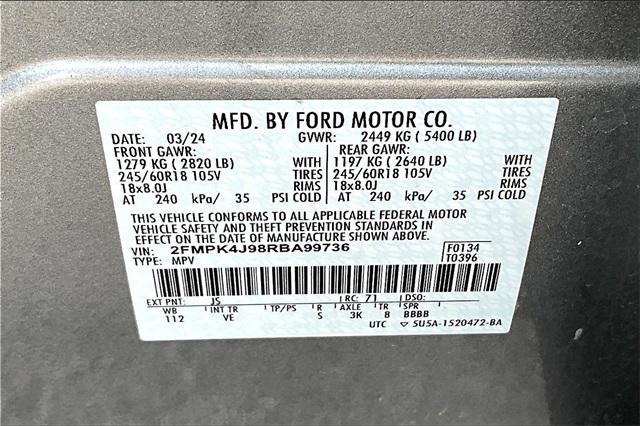 MFD. BY FORD MOTOR CO.
DATE: 03/24 GVWR: 2449 KG ( 5400 LB)
FRONT GAWR: REAR GAWR:
1279 KG ( 2820 LB) WITH 1197 KG ( 2640 LB) WITH
245/60R18 105V TIRES 245/60R18 105V TIRES
18x8.0J RIMS 18x8.0J RIMS
AT 240 kPa/ 35 PSI COLD AT 240 kPa/ 35 PSI COLD
THIS VEHICLE CONFORMS TO ALL APPLICABLE FEDERAL MOTOR
VEHICLE SAFETY AND THEFT PREVENTION STANDARDS IN
EFFECT ON THE DATE OF MANUFACTURE SHOWN ABOVE.
VIN: 2FMPK4J98RBA99736 F0134
TYPE: MPV T0396
EXT PNT: JS RC: 71 DSO:
WB INT TR TP/PS R AXLE TR SPR
112 VE S 3K 8 BBBB
UTC ▽ 5U5A-1520472-BA